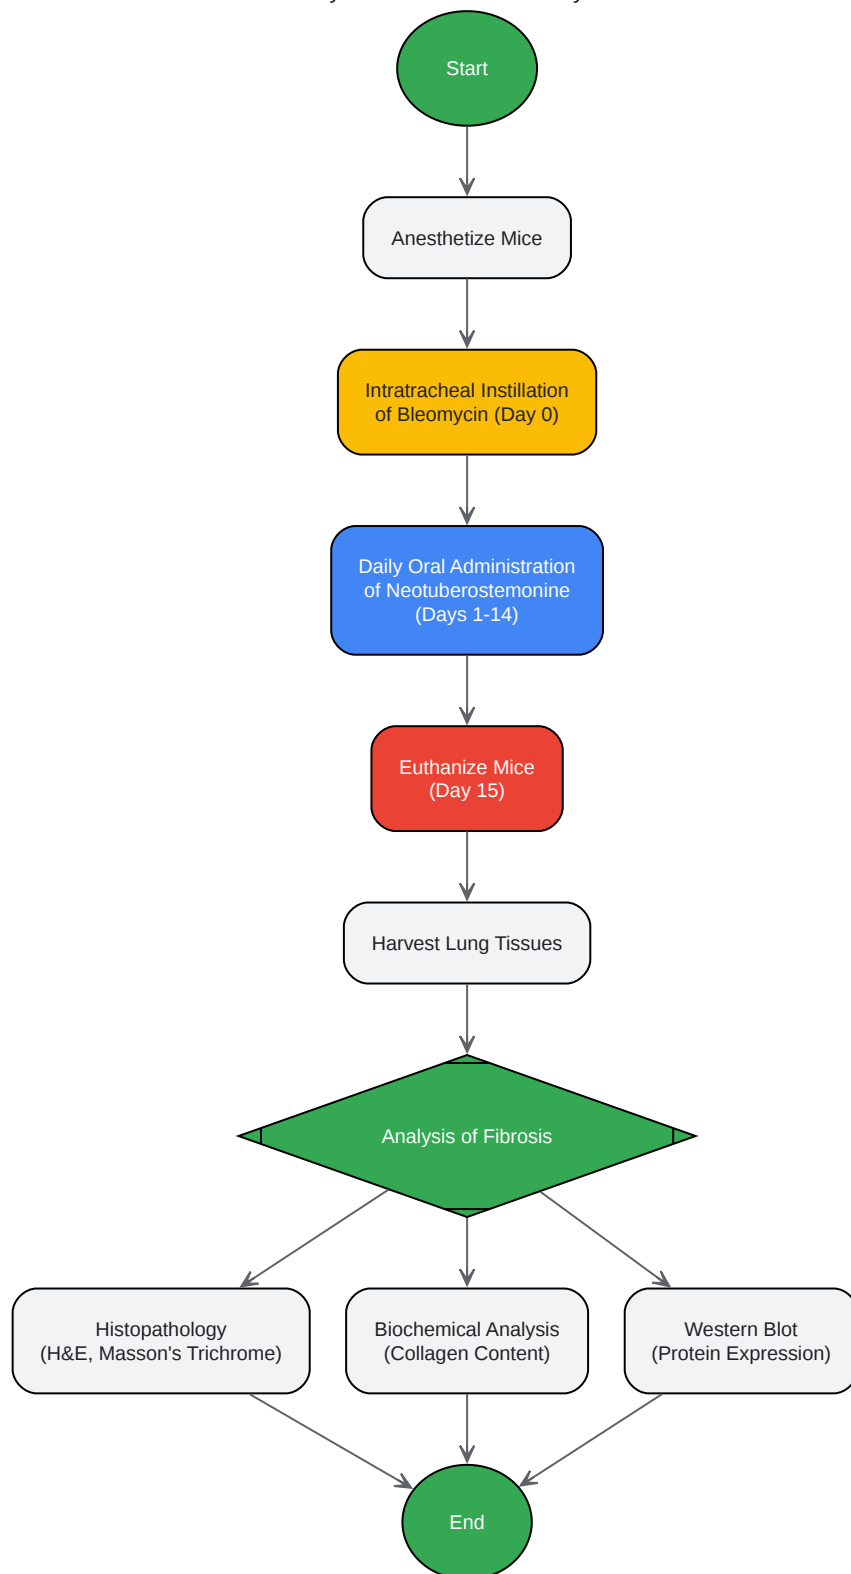 Start
Anesthetize Mice
Intratracheal Instillation
of Bleomycin (Day 0)
Daily Oral Administration
of Neotuberostemonine
(Days 1-14)
Euthanize Mice
(Day 15)
Harvest Lung Tissues
Analysis of Fibrosis
Histopathology
(H&E, Masson's Trichrome)
Biochemical Analysis
(Collagen Content)
Western Blot
(Protein Expression)
End